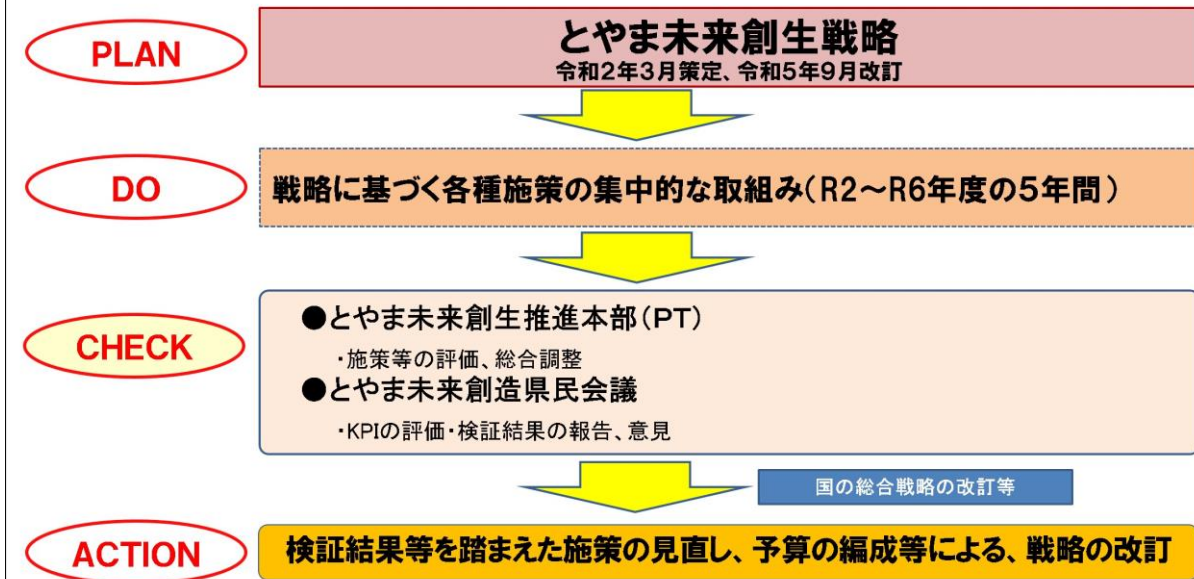 PLAN
とやま未来創生戦略
令和2年3月策定、令和5年9月改訂
DO
戦略に基づく各種施策の集中的な取組み(R2~R6年度の5年間)
CHECK
●とやま未来創生推進本部(PT)
・施策等の評価、総合調整
●とやま未来創造県民会議
・KPIの評価・検証結果の報告、意見
国の総合戦略の改訂等
ACTION
検証結果等を踏まえた施策の見直し、予算の編成等による、戦略の改訂